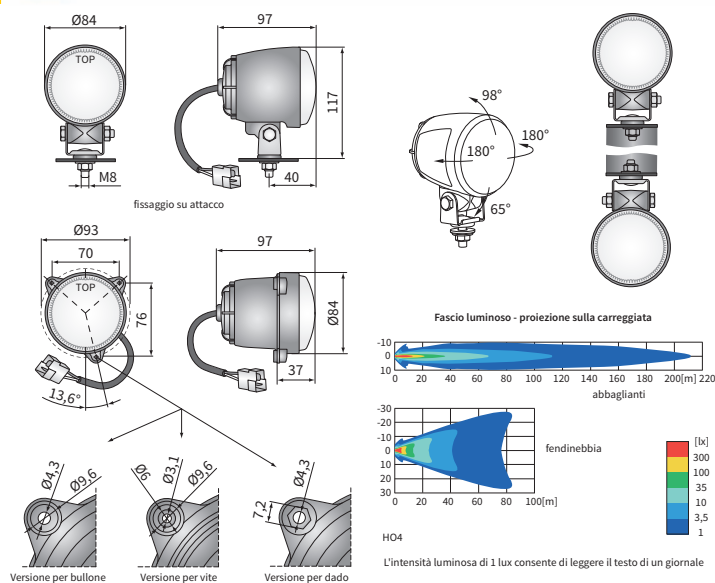 Ø84
97
TOP
117
M8
40
fissaggio su attacco
98°
180°
180°
65°
Ø93
70
TOP
76
13,6°
97
Ø84
37
Fascio luminoso - proiezione sulla carreggiata
-10
0
10
0 20 40 60 80 100 120 140 160 180 200[m] 220
abbaglianti
-30
-20
-10
0
10
20
30
0 20 40 60 80 100[m]
fendinebbia
[lx]
300
100
35
10
3,5
1
HO4
L'intensità luminosa di 1 lux consente di leggere il testo di un giornale
Ø4,3
Ø9,6
Versione per bullone
Ø6
Ø3,1
Ø9,6
Versione per vite
Ø4,3
7,2
Versione per dado